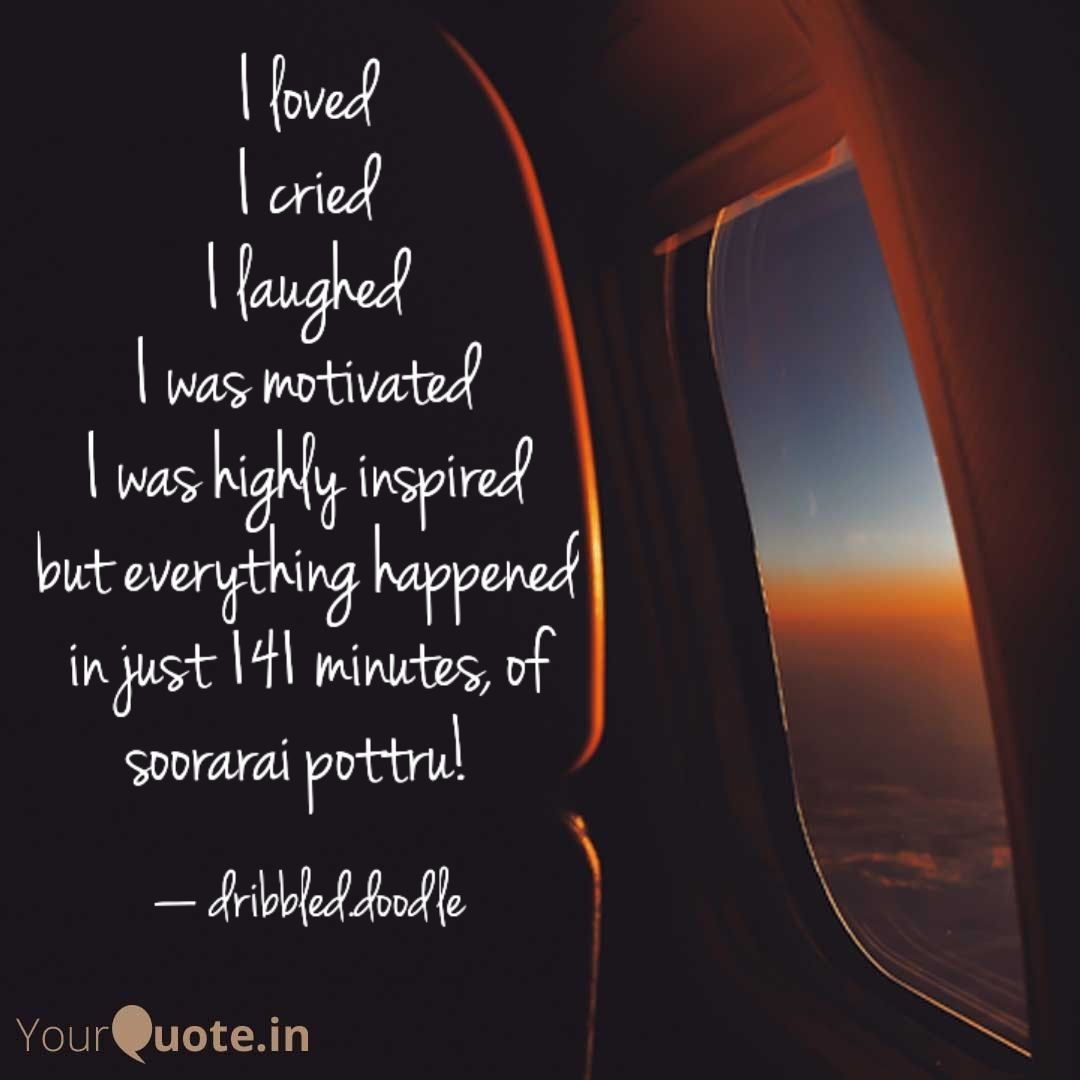 I loved
I cried
I laughed
I was motivated
I was highly inspired
but everything happened
in just 141 minutes, of
soorarai pottru!
— dribbled.doodle
YourQuote.in